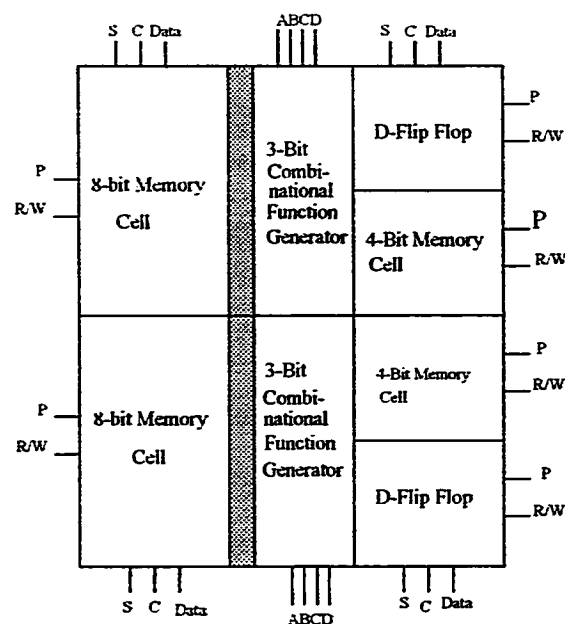 S C Data
ABCD
S C Data
P
R/W
8-bit Memory
Cell
3-Bit
Combi-
national
Function
Generator
D-Flip Flop
P
R/W
4-Bit Memory
Cell
P
R/W
P
R/W
8-bit Memory
Cell
3-Bit
Combi-
national
Function
Generator
4-Bit Memory
Cell
P
R/W
D-Flip Flop
P
R/W
S C Data
ABCD
S C Data